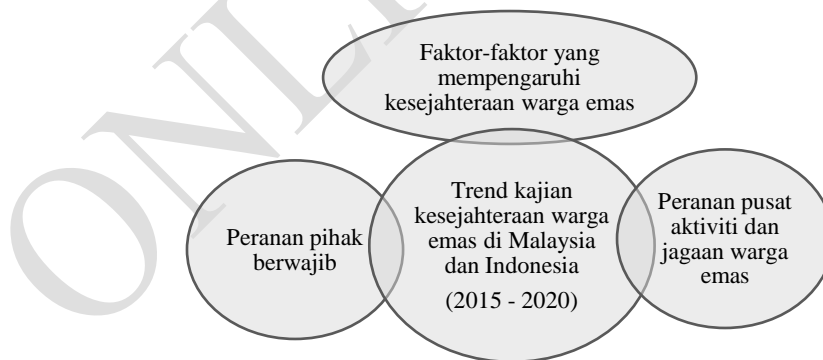 Faktor-faktor yang
mempengaruhi
kesejahteraan warga emas
Peranan pihak
berwajib
Trend kajian
kesejahteraan warga
emas di Malaysia
dan Indonesia
(2015 - 2020)
Peranan pusat
aktiviti dan
jagaan warga
emas